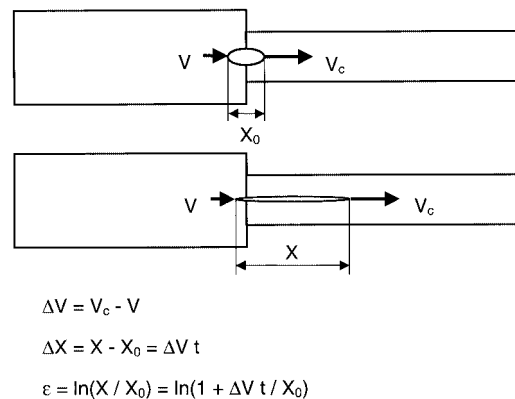 V V_c
X_0
V V_c
X
ΔV = V_c - V
ΔX = X - X_0 = ΔV t
ε = ln(X / X_0) = ln(1 + ΔV t / X_0)